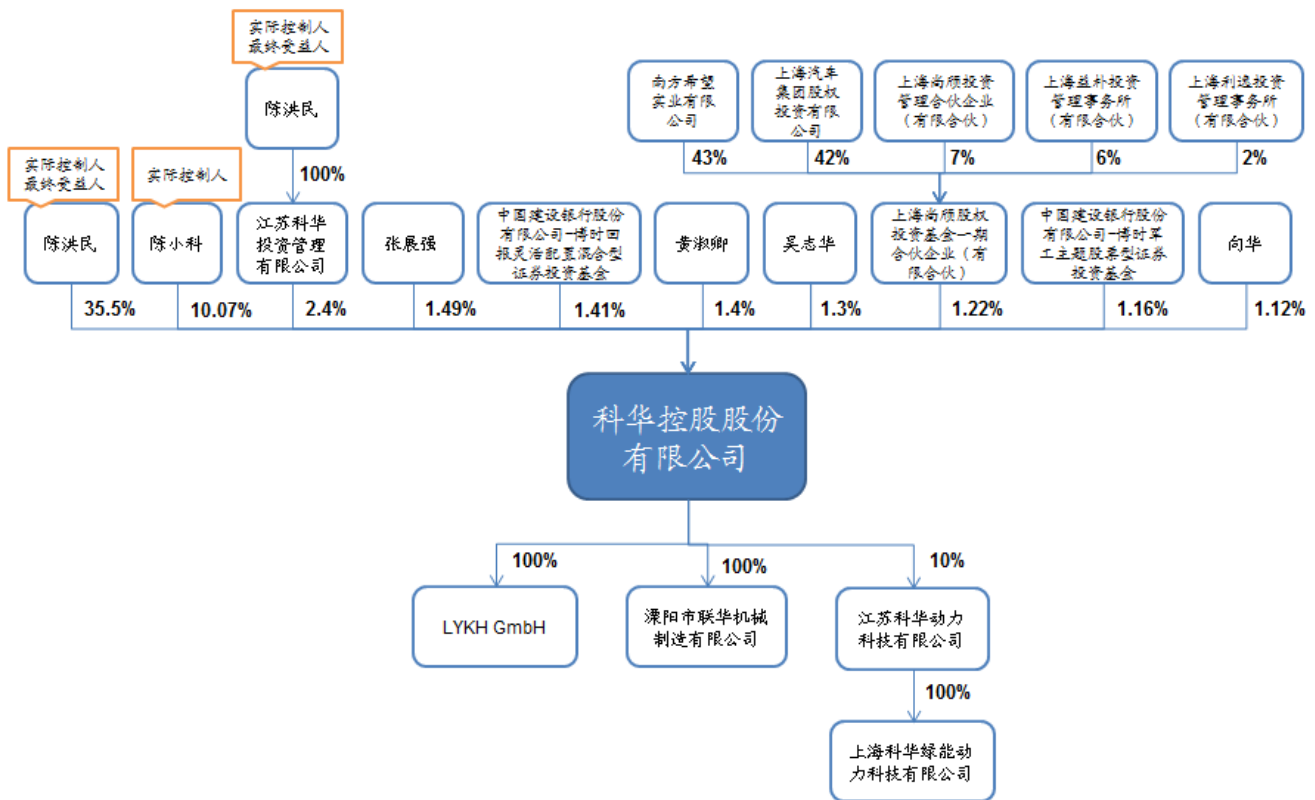 实际控制人
最终受益人
陈洪民
南方希望
实业有限
公司
上海汽车
集团股权
投资有限
公司
上海尚颀投资
管理合伙企业
（有限合伙）
上海益朴投资
管理事务所
（有限合伙）
上海利逸投资
管理事务所
（有限合伙）
100%
43%
42%
7%
6%
2%
实际控制人
最终受益人
实际控制人
陈洪民
陈小科
江苏科华
投资管理
有限公司
张展强
中国建设银行股份
有限公司-博时回
报灵活配置混合型
证券投资基金
黄淑卿
吴志华
上海尚颀股权
投资基金一期
合伙企业（有
限合伙）
中国建设银行股份
有限公司-博时军
工主题股票型证券
投资基金
向华
35.5%
10.07%
2.4%
1.49%
1.41%
1.4%
1.3%
1.22%
1.16%
1.12%
科华控股股份
有限公司
100%
100%
10%
LYKH GmbH
溧阳市联华机械
制造有限公司
江苏科华动力
科技有限公司
100%
上海科华绿能动
力科技有限公司